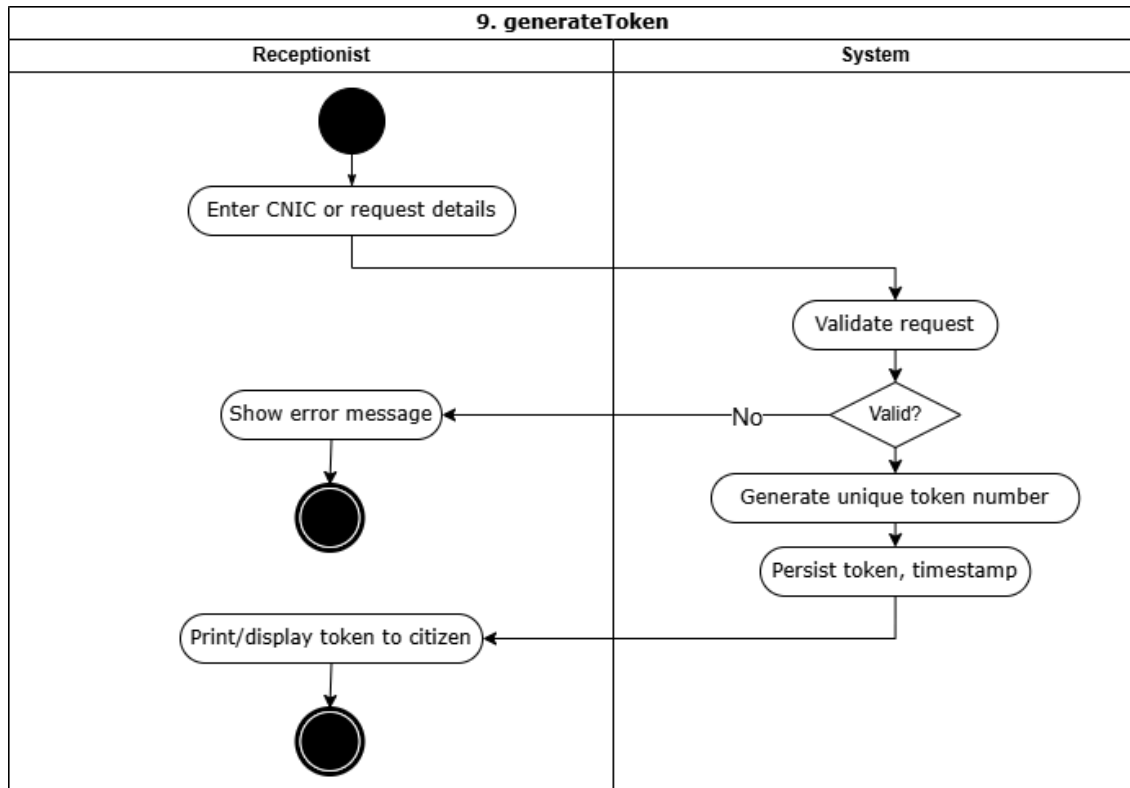 9. generateToken
Receptionist
System
Enter CNIC or request details
Validate request
Show error message
No
Valid?
Generate unique token number
Persist token, timestamp
Print/display token to citizen